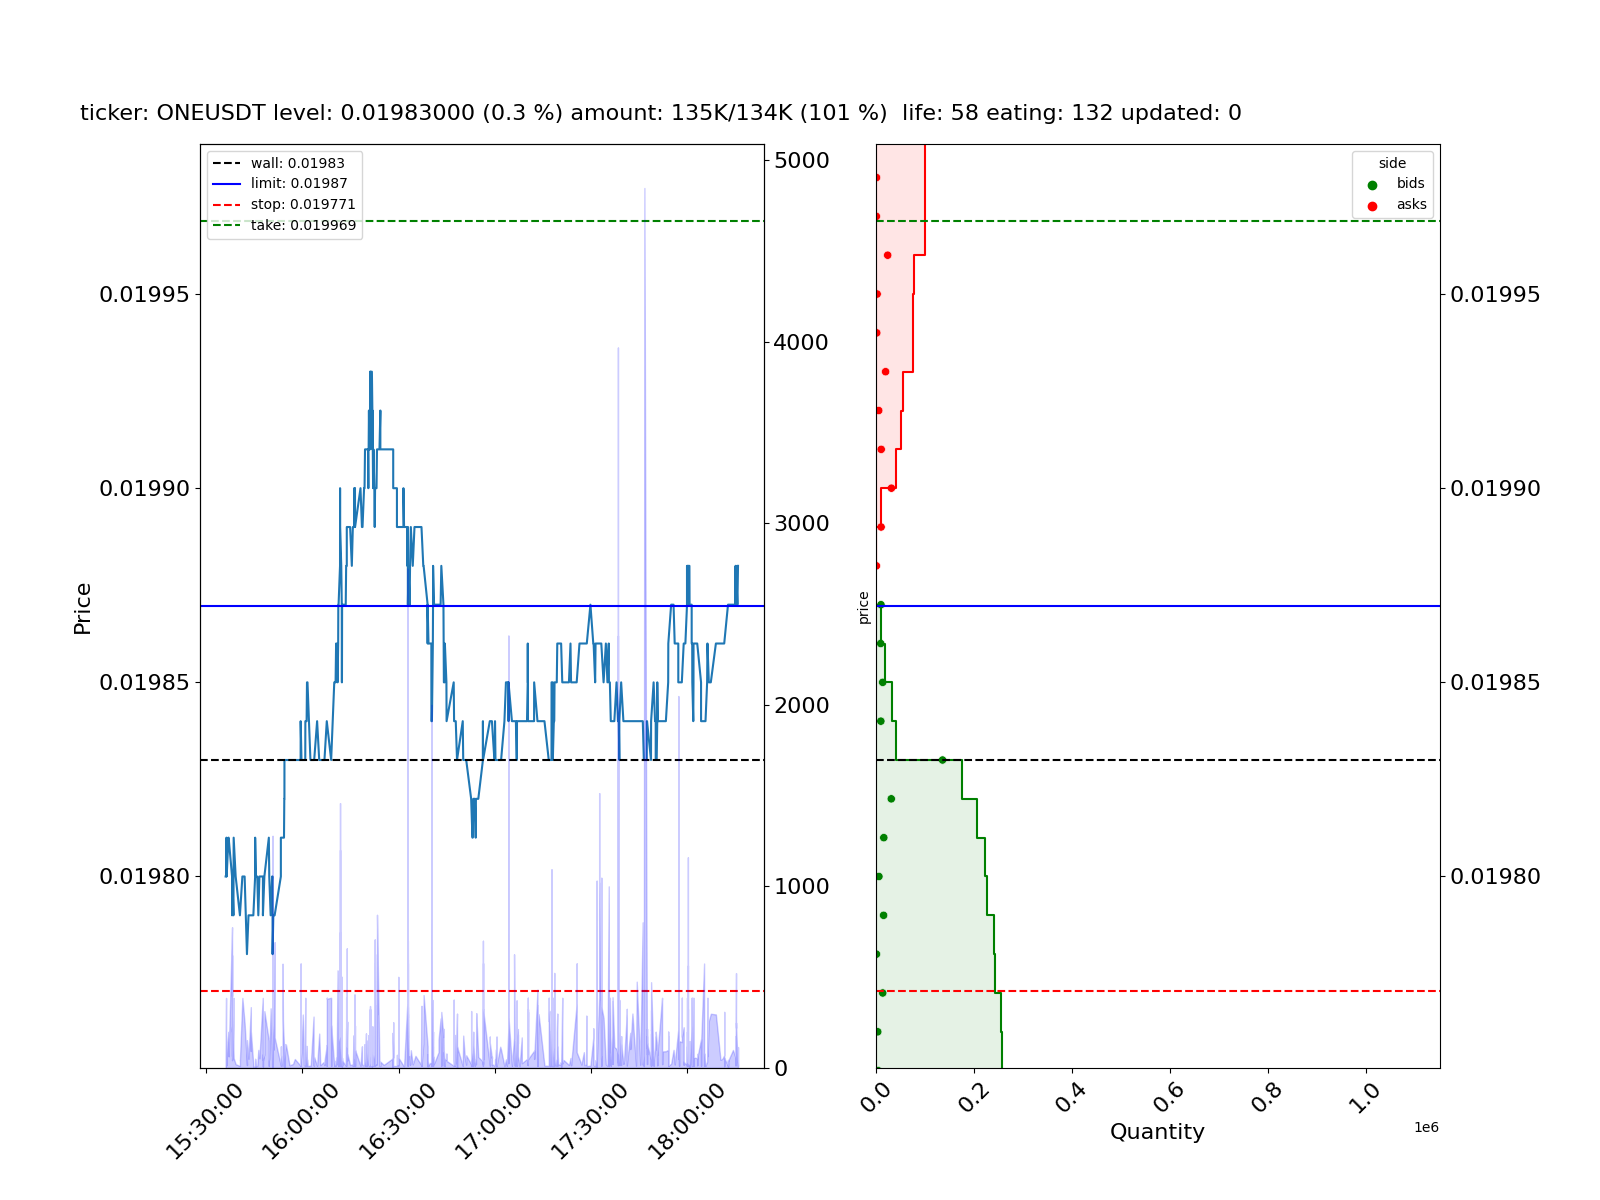 ticker: ONEUSDT level: 0.01983000 (0.3 %) amount: 135K/134K (101 %)  life: 58 eating: 132 updated: 0
wall: 0.01983
limit: 0.01987
stop: 0.019771
take: 0.019969
Price
0.01995
0.01990
0.01985
0.01980
5000
4000
3000
2000
1000
0
15:30:00
16:00:00
16:30:00
17:00:00
17:30:00
18:00:00
side
bids
asks
price
0.01995
0.01990
0.01985
0.01980
0.0
0.2
0.4
0.6
0.8
1.0
1e6
Quantity